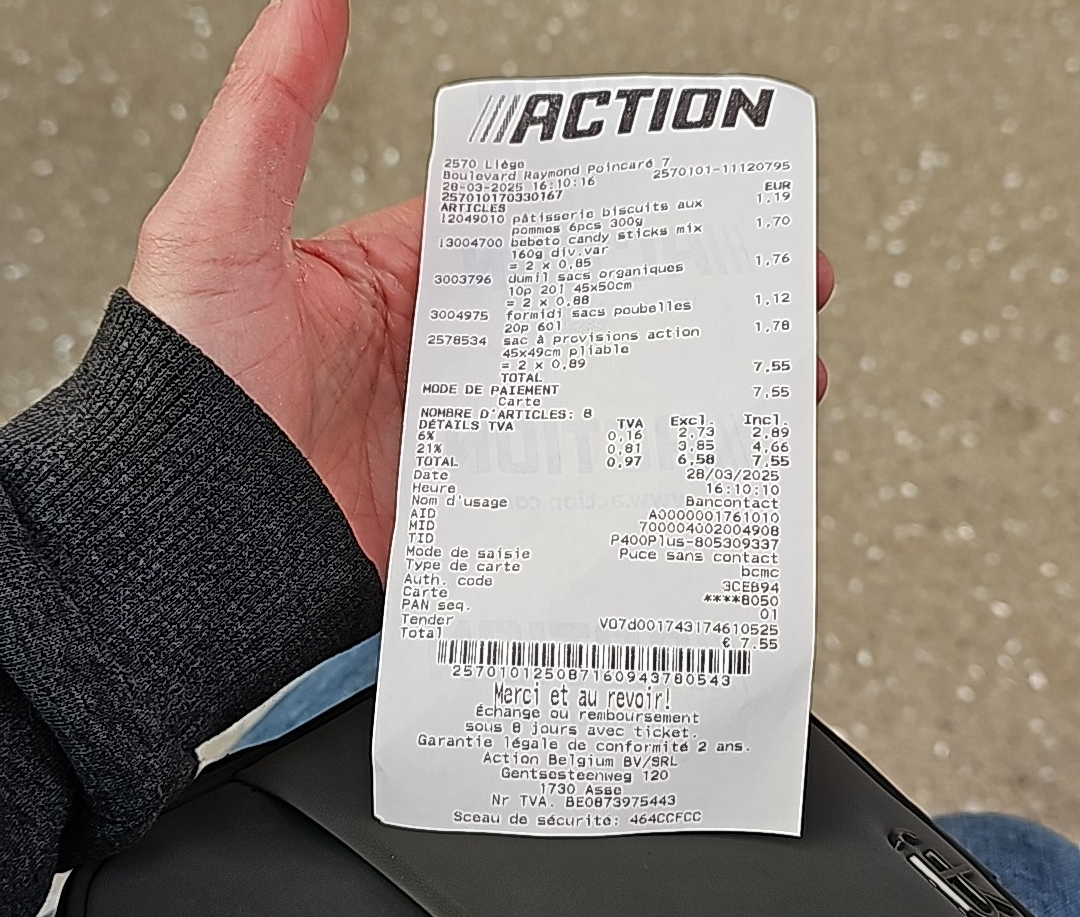 ACTION
2570 Liège
Boulevard Raymond Poincaré 7
28-03-2025 16:10:16 2570101-11120795
257010170330167 EUR
ARTICLES
12049010 pâtisserie biscuits aux 1,19
pommes 6pcs 300g
13004700 bebeto candy sticks mix 1,70
160g div.var
= 2 x 0,85
3003796 dumil sacs organiques 1,76
10p 20l 45x50cm
= 2 x 0,88
3004975 formidi sacs poubelles 1,12
20p 60l
2578534 sac à provisions action 1,78
45x49cm pliable
= 2 x 0,89
TOTAL 7,55
MODE DE PAIEMENT
Carte 7,55
NOMBRE D'ARTICLES: 8
DÉTAILS TVA TVA Excl. Incl.
6% 0,16 2,73 2,89
21% 0,81 3,85 4,66
TOTAL 0,97 6,58 7,55
Date 28/03/2025
Heure 16:10:10
Nom d'usage Bancontact
AID A0000001761010
MID 700004002004908
TID P400Plus-805309337
Mode de saisie Puce sans contact
Type de carte bcmc
Auth. code 3CEB94
Carte ****8050
PAN seq. 01
Tender V07d001743174610525
Total € 7.55
257010125087160943780543
Merci et au revoir!
Échange ou remboursement
sous 8 jours avec ticket.
Garantie légale de conformité 2 ans.
Action Belgium BV/SRL
Gentsesteenweg 120
1730 Asse
Nr TVA. BE0873975443
Sceau de sécurité: 464CCFCC